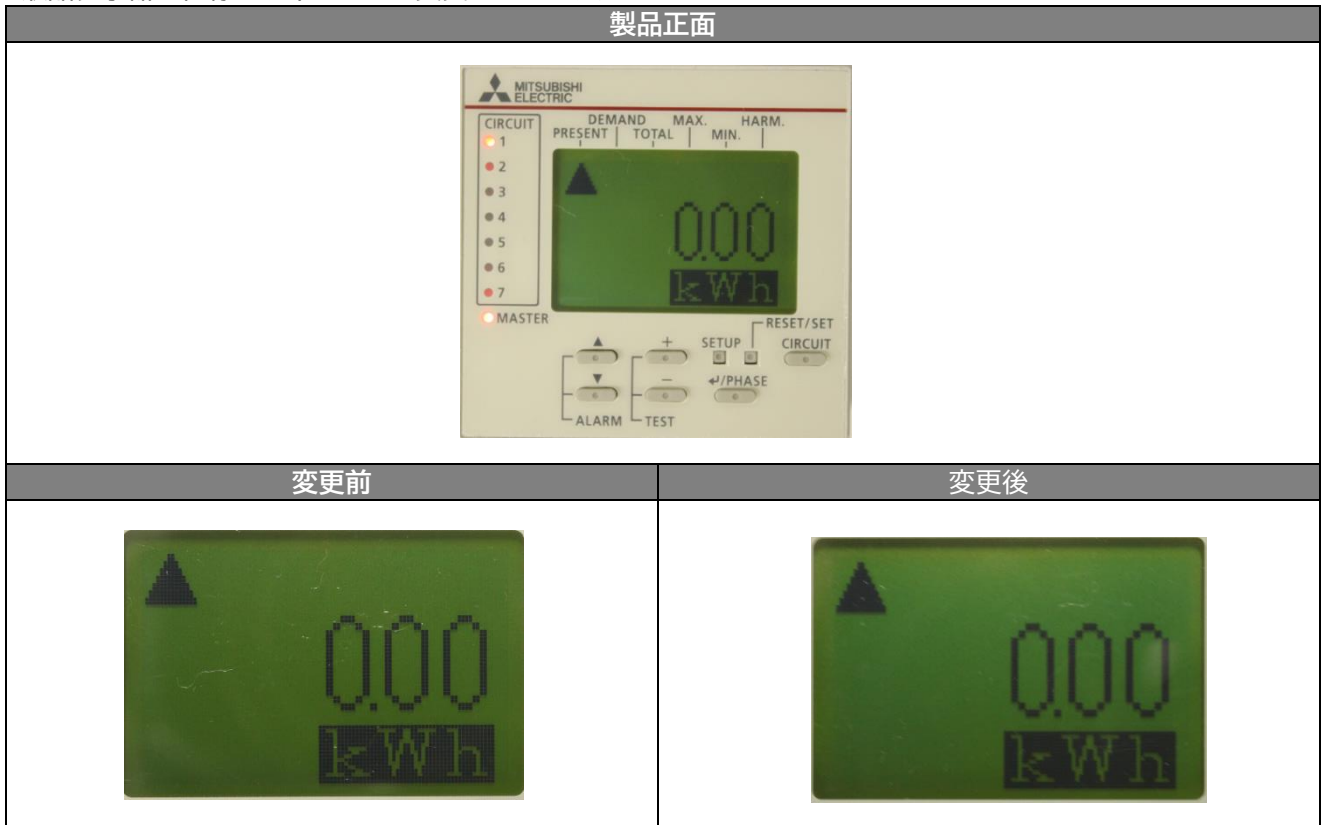 製品正面
MITSUBISHI
ELECTRIC
CIRCUIT
1
2
3
4
5
6
7
MASTER
DEMAND MAX. HARM.
PRESENT TOTAL MIN.
0.00
kWh
RESET/SET
▲ + SETUP CIRCUIT
▼ − ↵/PHASE
ALARM TEST
変更前
変更後
0.00
kWh
0.00
kWh